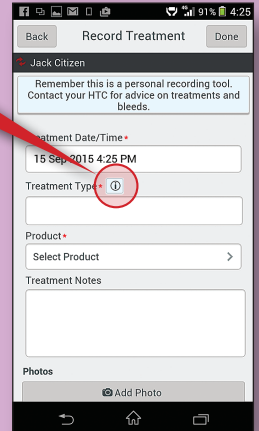 91% 4:25
Back Record Treatment Done
Jack Citizen
Remember this is a personal recording tool.
Contact your HTC for advice on treatments and
bleeds.
Treatment Date/Time*
15 Sep 2015 4:25 PM
Treatment Type*
Product*
Select Product
Treatment Notes
Photos
Add Photo